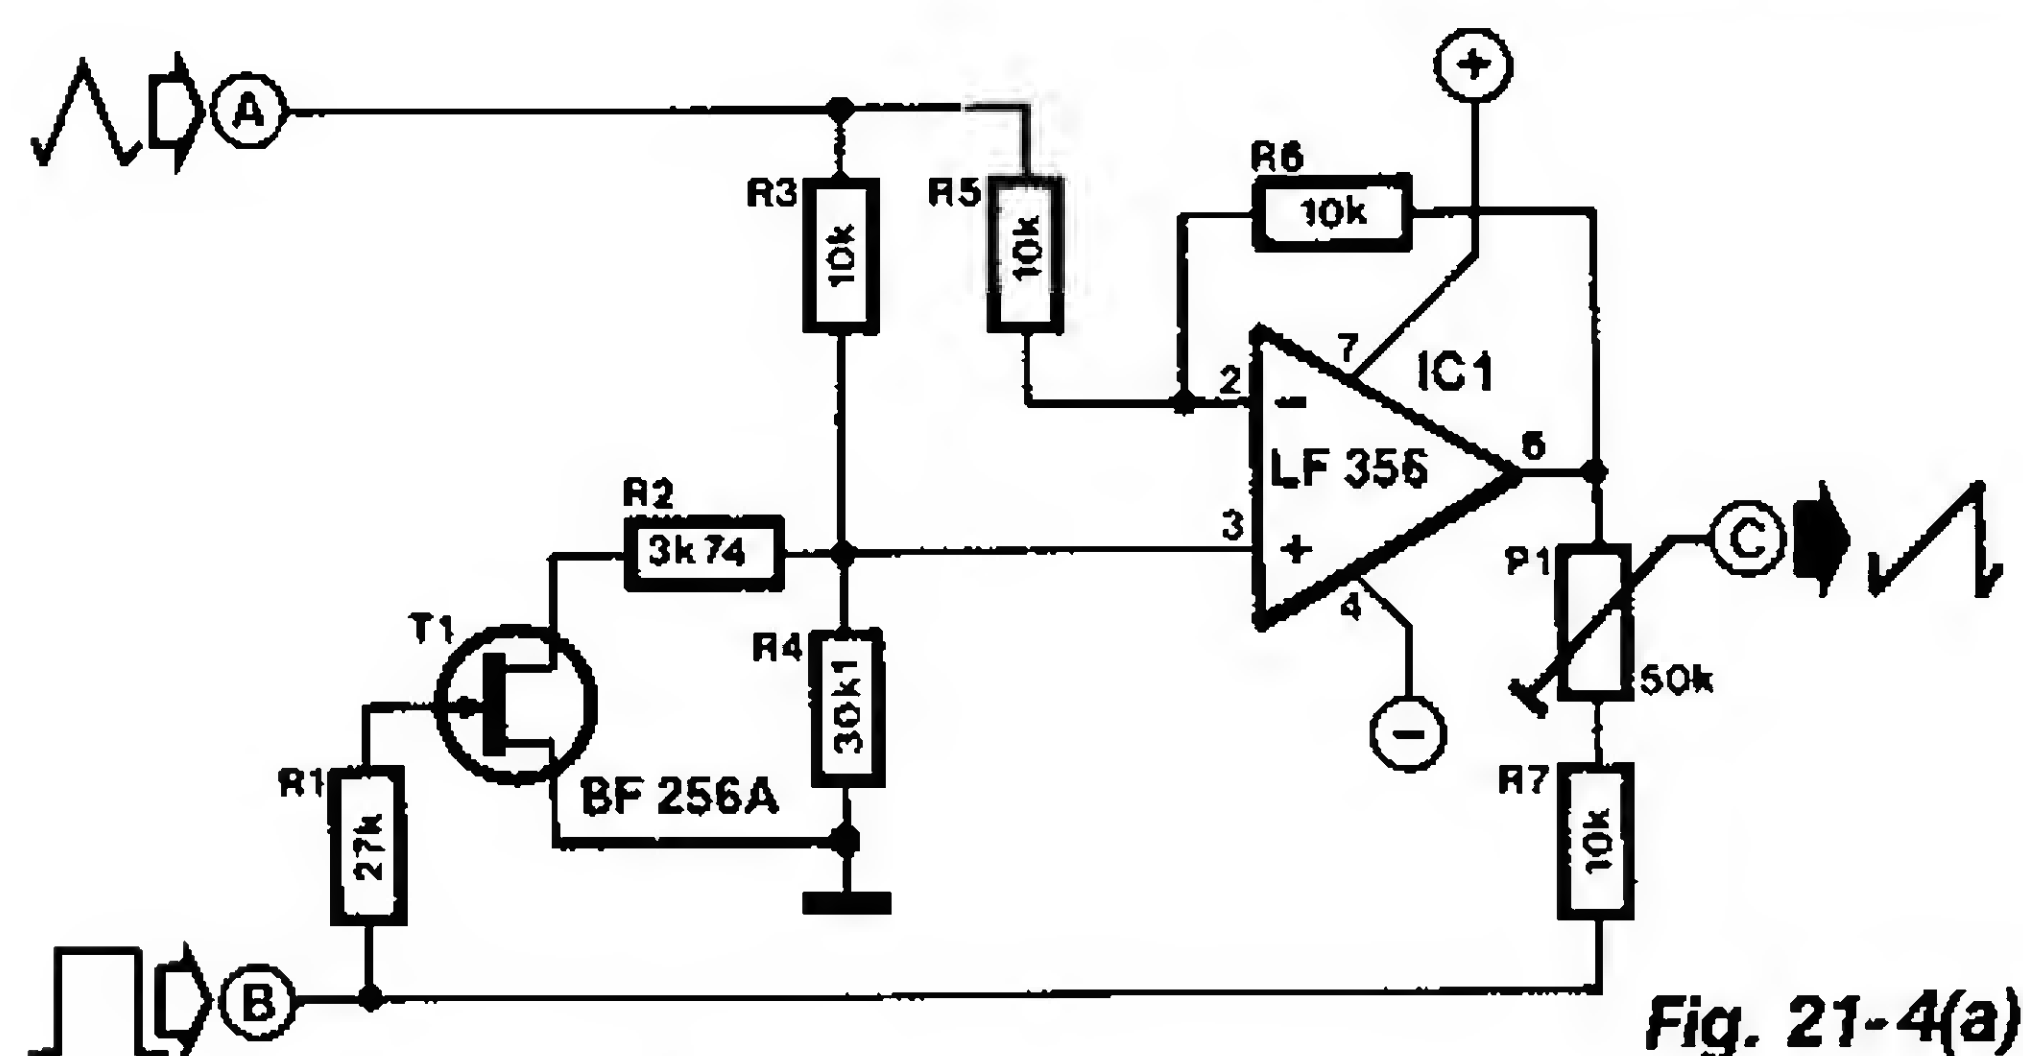 A
+
R6
10k
R3
10k
R5
10k
7
IC1
2
-
LF 356
6
3
+
4
-
C
P1
50k
R2
3k74
T1
R4
30k1
BF 256A
R1
27k
R7
10k
B
Fig. 21-4(a)